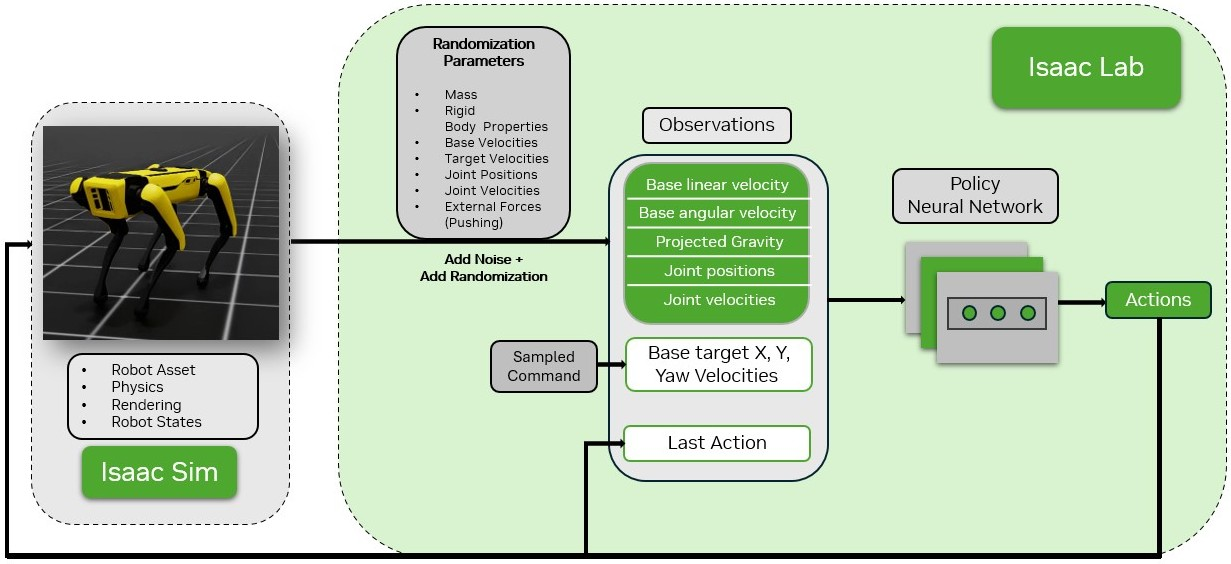 Randomization
Parameters
• Mass
• Rigid
Body Properties
• Base Velocities
• Target Velocities
• Joint Positions
• Joint Velocities
• External Forces
(Pushing)
Isaac Lab
Observations
Base linear velocity
Base angular velocity
Projected Gravity
Joint positions
Joint velocities
Policy
Neural Network
Add Noise +
Add Randomization
Actions
Sampled
Command
Base target X, Y,
Yaw Velocities
Last Action
• Robot Asset
• Physics
• Rendering
• Robot States
Isaac Sim